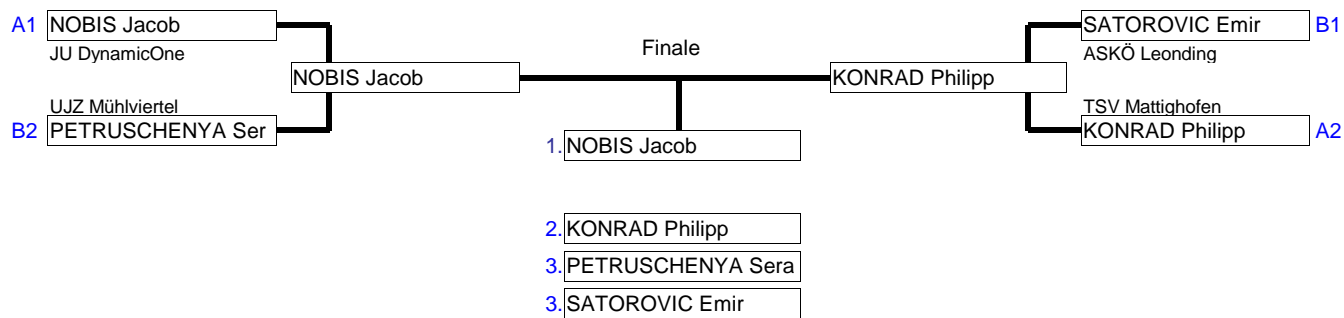 A1 NOBIS Jacob
JU DynamicOne
NOBIS Jacob
UJZ Mühlviertel
B2 PETRUSCHENYA Ser
Finale
SATOROVIC Emir B1
ASKÖ Leonding
KONRAD Philipp
TSV Mattighofen
KONRAD Philipp A2
1. NOBIS Jacob
2. KONRAD Philipp
3. PETRUSCHENYA Sera
3. SATOROVIC Emir